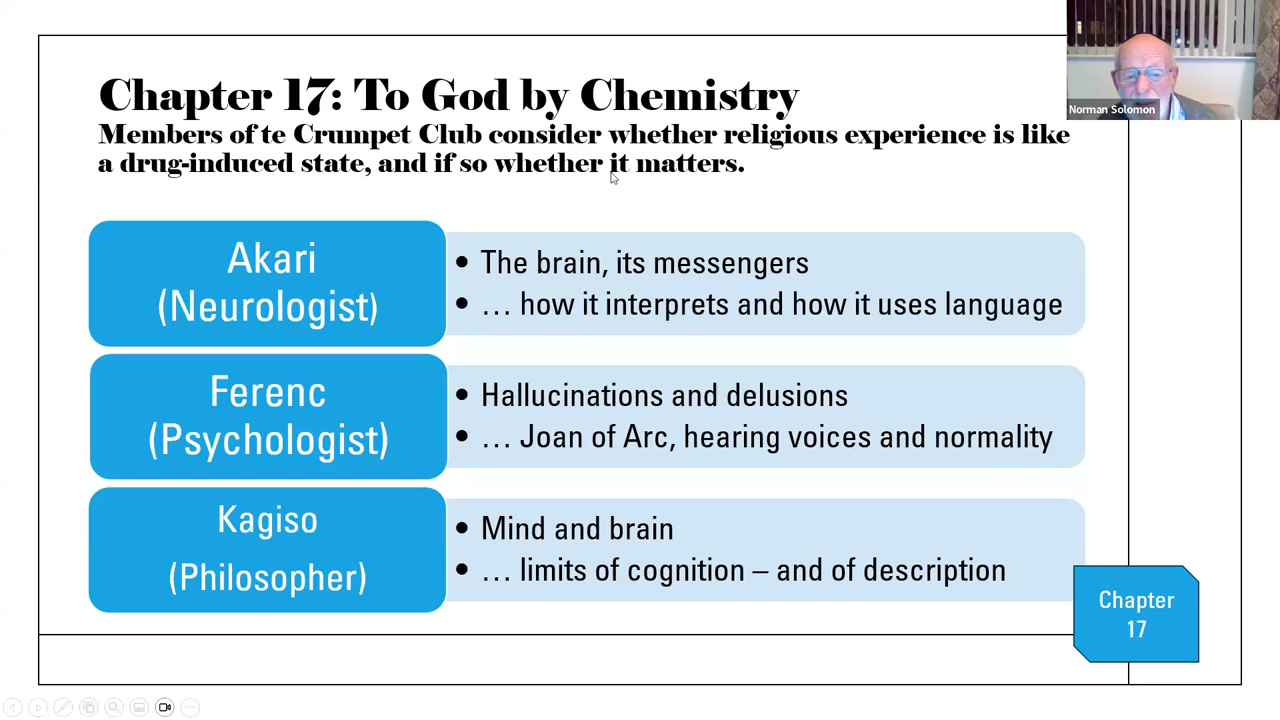 Chapter 17: To God by Chemistry
Members of te Crumpet Club consider whether religious experience is like
a drug-induced state, and if so whether it matters.
Norman Solomon
Akari
(Neurologist)
• The brain, its messengers
• … how it interprets and how it uses language
Ferenc
(Psychologist)
• Hallucinations and delusions
• … Joan of Arc, hearing voices and normality
Kagiso
(Philosopher)
• Mind and brain
• … limits of cognition – and of description
Chapter
17